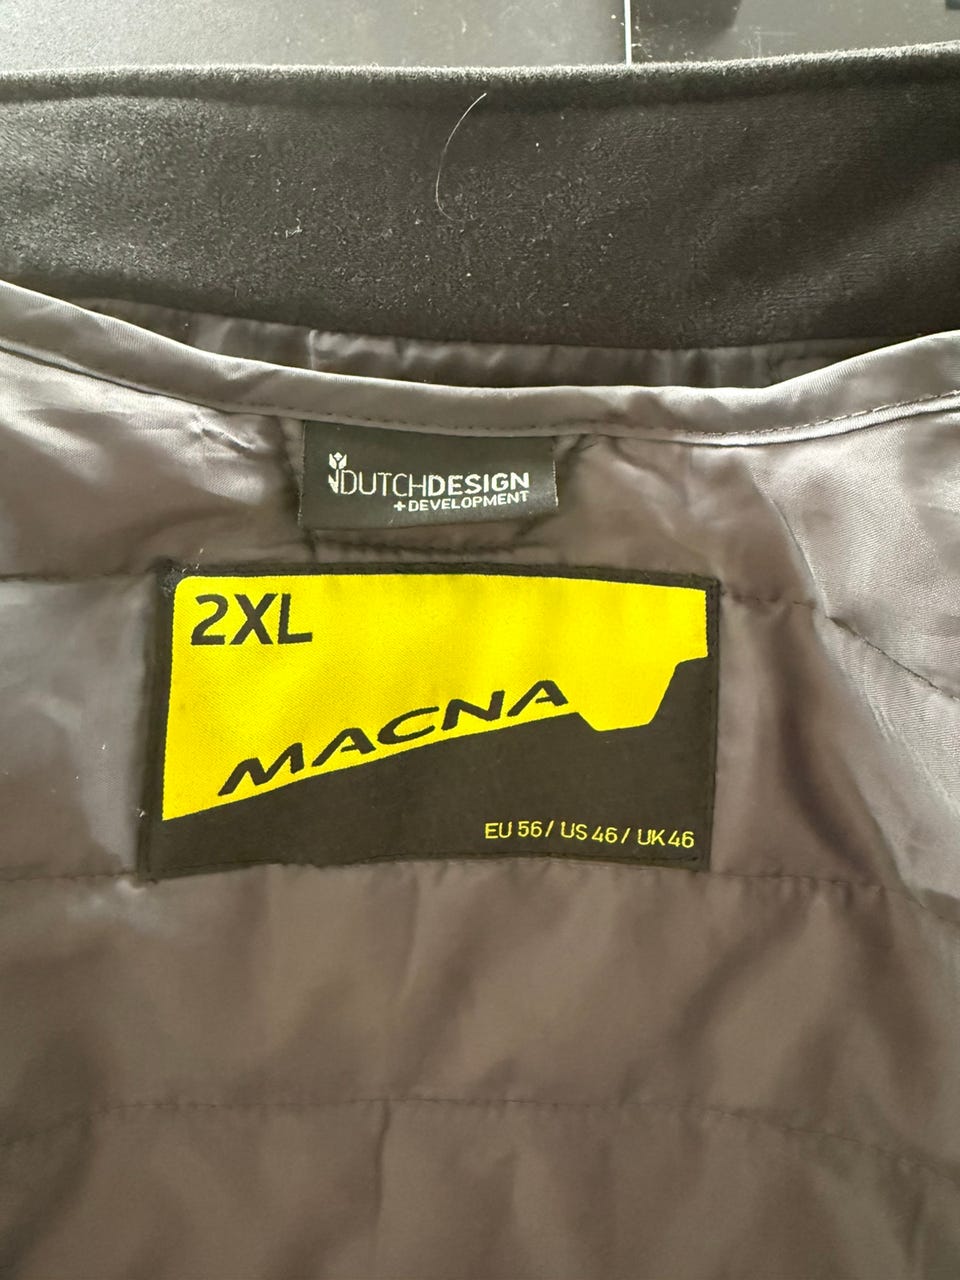 DUTCHDESIGN
+DEVELOPMENT
2XL
MACNA
EU 56/ US 46/ UK 46